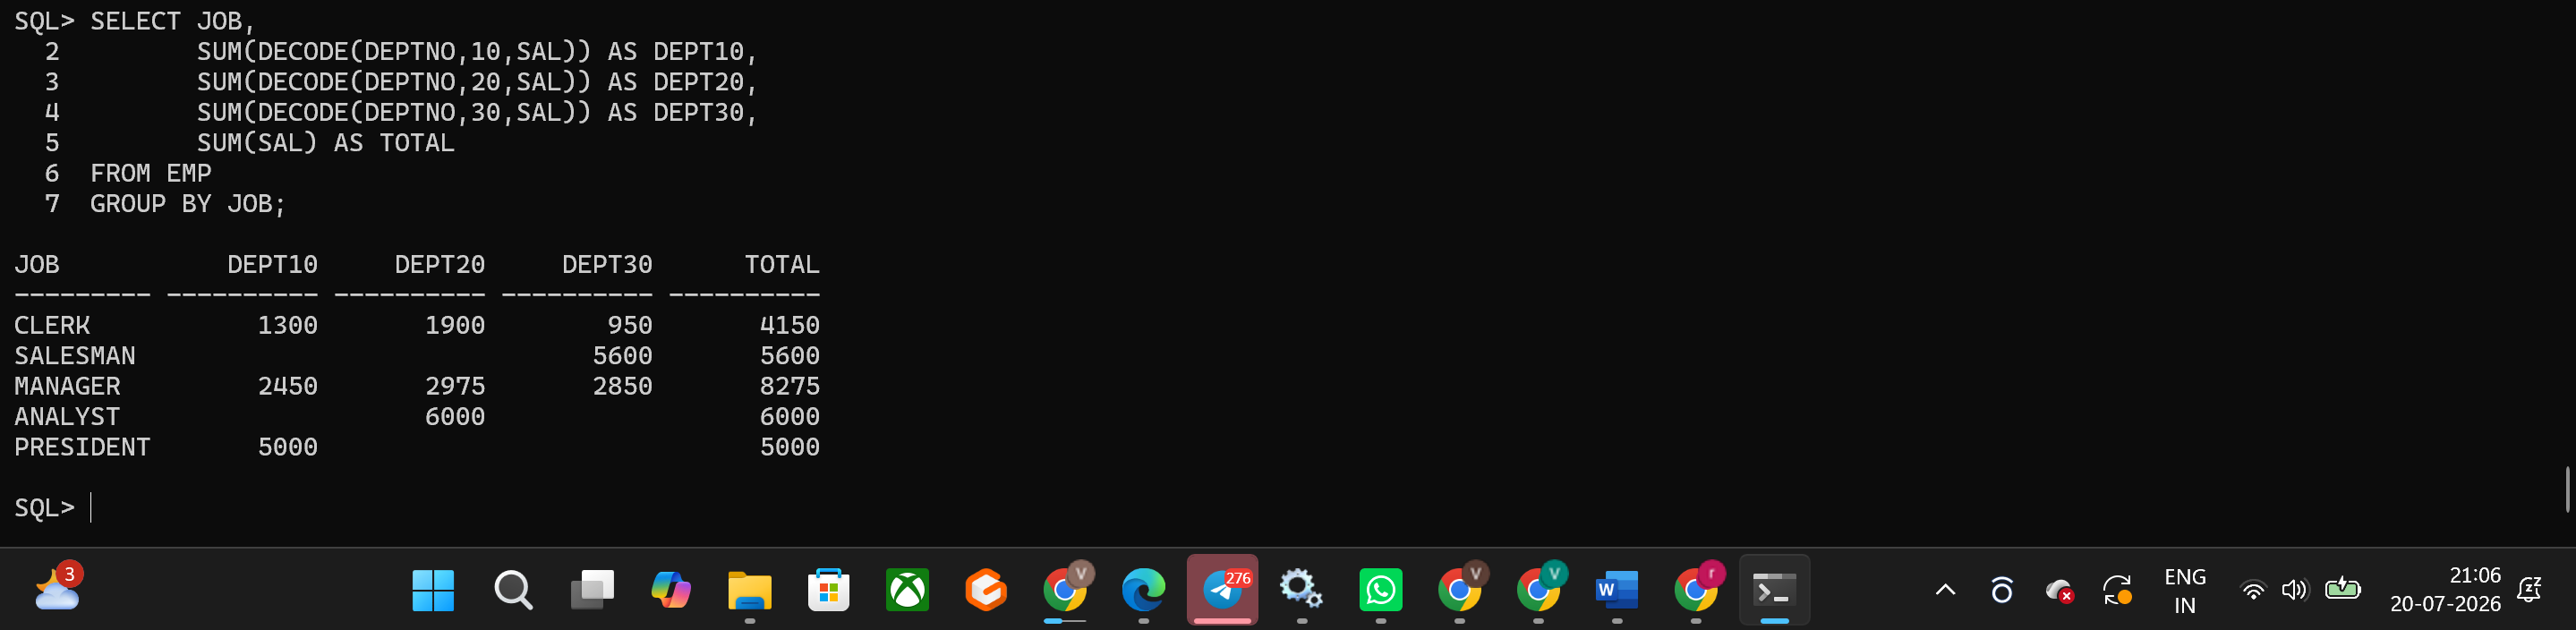 SQL> SELECT JOB,
  2         SUM(DECODE(DEPTNO,10,SAL)) AS DEPT10,
  3         SUM(DECODE(DEPTNO,20,SAL)) AS DEPT20,
  4         SUM(DECODE(DEPTNO,30,SAL)) AS DEPT30,
  5         SUM(SAL) AS TOTAL
  6  FROM EMP
  7  GROUP BY JOB;
JOB           DEPT10     DEPT20     DEPT30      TOTAL
--------- ---------- ---------- ---------- ----------
CLERK           1300       1900        950       4150
SALESMAN                              5600       5600
MANAGER         2450       2975       2850       8275
ANALYST                    6000                  6000
PRESIDENT       5000                             5000
SQL>
3
V
276
V
V
W
r
ENG
IN
21:06
20-07-2026